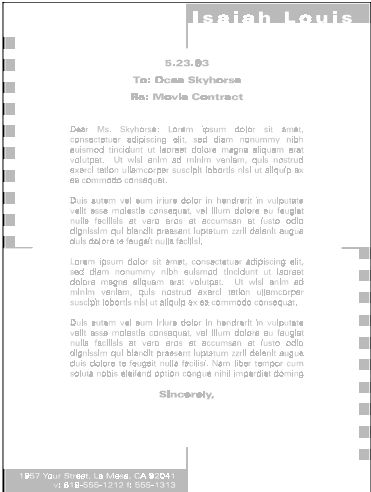 Isaiah Louis
5.23.03
To: Dcsa Skyhorse
Re: Movie Contract
Dear Ms. Skyhorse: Lorem ipsum dolor sit amet,
consectetuer adipiscing elit, sed diam nonummy nibh
euismod tincidunt ut laoreet dolore magna aliquam erat
volutpat. Ut wisi enim ad minim veniam, quis nostrud
exerci tation ullamcorper suscipit lobortis nisl ut aliquip ex
ea commodo consequat.
Duis autem vel eum iriure dolor in hendrerit in vulputate
velit esse molestie consequat, vel illum dolore eu feugiat
nulla facilisis at vero eros et accumsan et iusto odio
dignissim qui blandit praesent luptatum zzril delenit augue
duis dolore te feugait nulla facilisi.
Lorem ipsum dolor sit amet, consectetuer adipiscing elit,
sed diam nonummy nibh euismod tincidunt ut laoreet
dolore magna aliquam erat volutpat. Ut wisi enim ad
minim veniam, quis nostrud exerci tation ullamcorper
suscipit lobortis nisl ut aliquip ex ea commodo consequat.
Duis autem vel eum iriure dolor in hendrerit in vulputate
velit esse molestie consequat, vel illum dolore eu feugiat
nulla facilisis at vero eros et accumsan et iusto odio
dignissim qui blandit praesent luptatum zzril delenit augue
duis dolore te feugait nulla facilisi. Nam liber tempor cum
soluta nobis eleifend option congue nihil imperdiet doming
Sincerely,
1957 Your Street, La Mesa, CA 92041
v: 619-555-1212 f: 555-1313